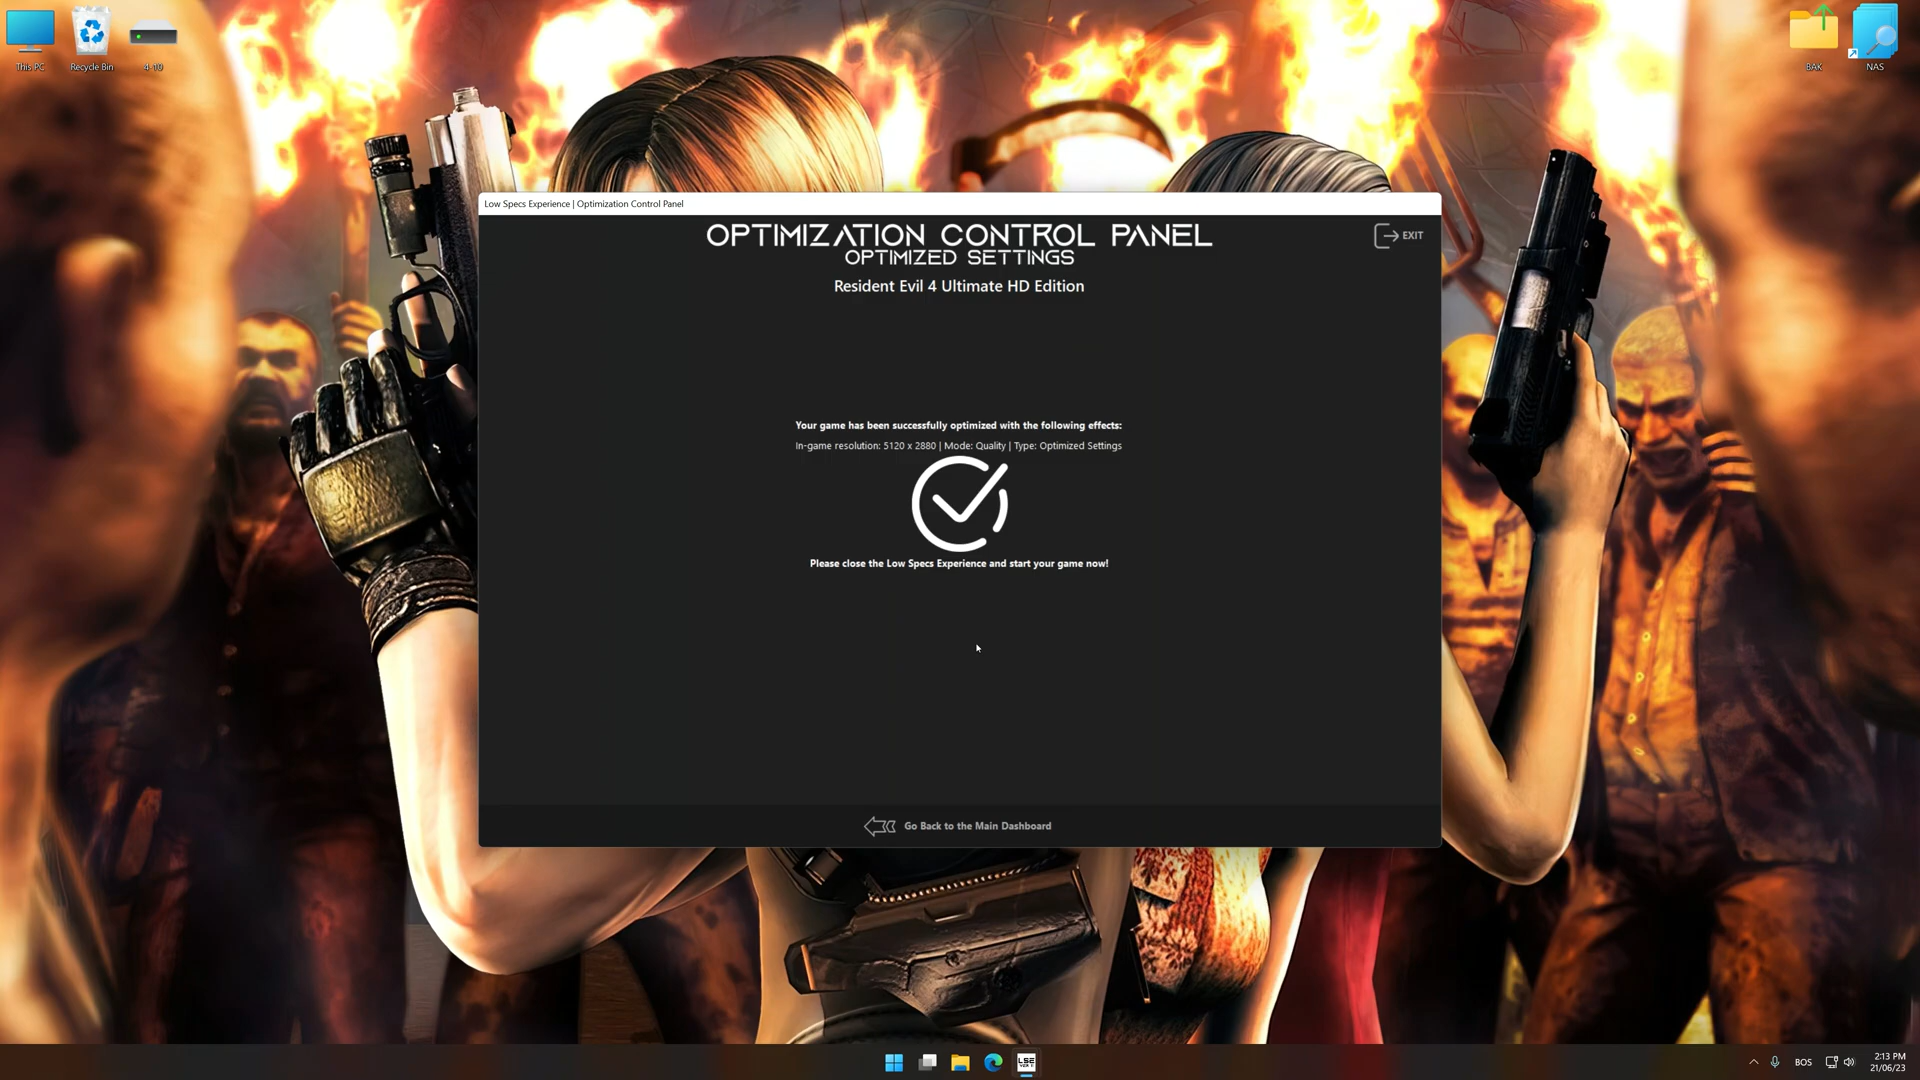 This PC
Recycle Bin
4-10
BAK
NAS
Low Specs Experience | Optimization Control Panel
OPTIMIZATION CONTROL PANEL
EXIT
OPTIMIZED SETTINGS
Resident Evil 4 Ultimate HD Edition
Your game has been successfully optimized with the following effects:
In-game resolution: 5120 x 2880 | Mode: Quality | Type: Optimized Settings
Please close the Low Specs Experience and start your game now!
Go Back to the Main Dashboard
LSE
BOS
2:13 PM
21/06/23